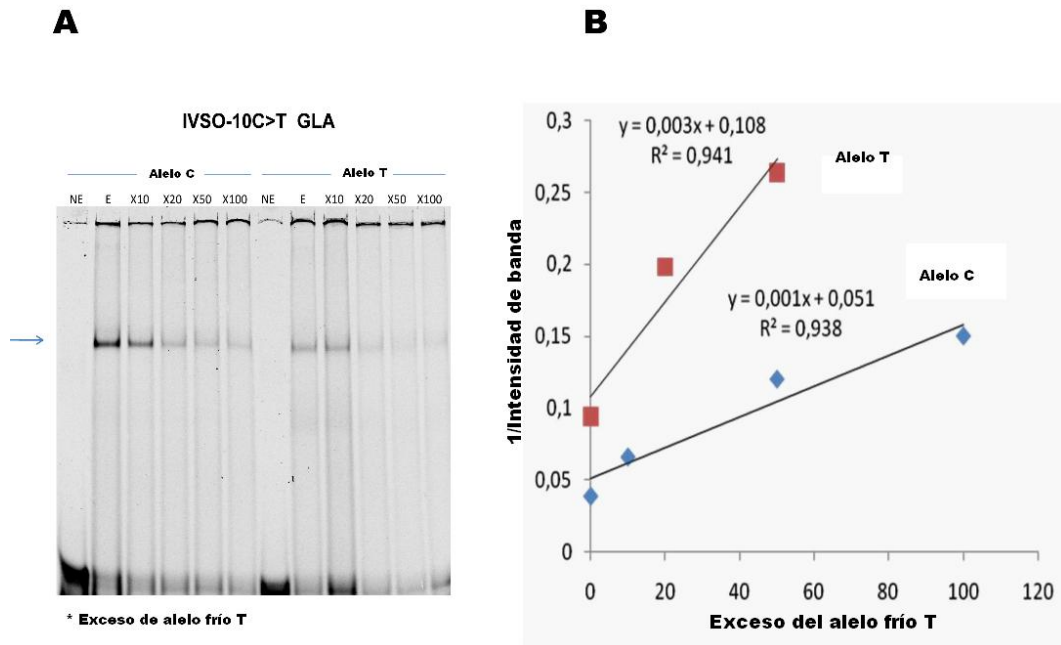 A
B
IVSO-10C>T GLA
Alelo C
Alelo T
NE E X10 X20 X50 X100 NE E X10 X20 X50 X100
* Exceso de alelo frío T
1/Intensidad de banda
0,3
0,25
0,2
0,15
0,1
0,05
0
y = 0,003x + 0,108
R² = 0,941
Alelo T
Alelo C
y = 0,001x + 0,051
R² = 0,938
0 20 40 60 80 100 120
Exceso del alelo frío T